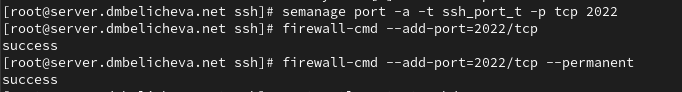 [root@server.dmbelicheva.net ssh]# semanage port -a -t ssh_port_t -p tcp 2022
[root@server.dmbelicheva.net ssh]# firewall-cmd --add-port=2022/tcp
success
[root@server.dmbelicheva.net ssh]# firewall-cmd --add-port=2022/tcp --permanent
success